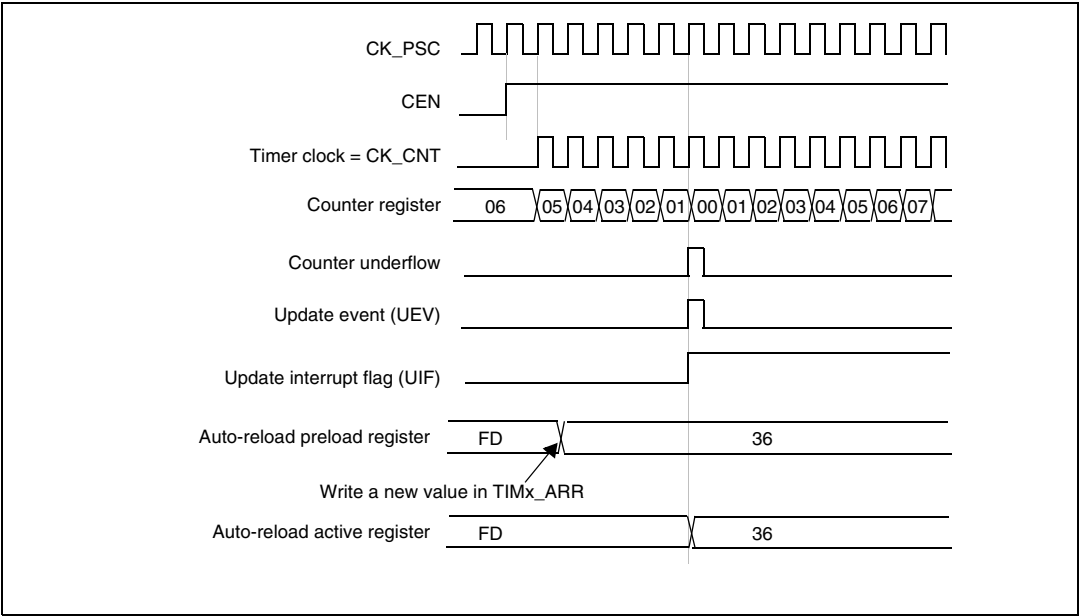 CK_PSC
CEN
Timer clock = CK_CNT
Counter register 06 05 04 03 02 01 00 01 02 03 04 05 06 07
Counter underflow
Update event (UEV)
Update interrupt flag (UIF)
Auto-reload preload register FD 36
Write a new value in TIMx_ARR
Auto-reload active register FD 36